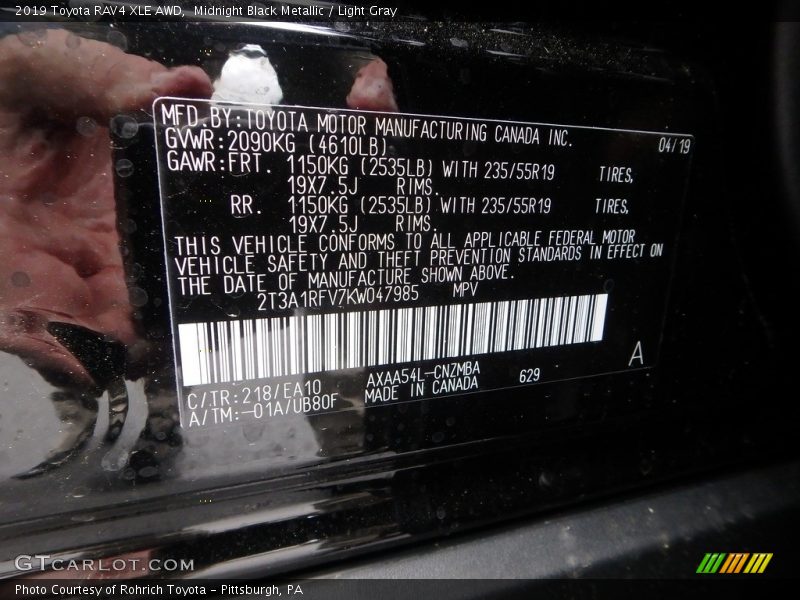 2019 Toyota RAV4 XLE AWD, Midnight Black Metallic / Light Gray
MFD.BY:TOYOTA MOTOR MANUFACTURING CANADA INC.
GVWR:2090KG (4610LB) 04/19
GAWR:FRT. 1150KG (2535LB) WITH 235/55R19 TIRES,
19X7.5J RIMS.
RR. 1150KG (2535LB) WITH 235/55R19 TIRES,
19X7.5J RIMS.
THIS VEHICLE CONFORMS TO ALL APPLICABLE FEDERAL MOTOR
VEHICLE SAFETY AND THEFT PREVENTION STANDARDS IN EFFECT ON
THE DATE OF MANUFACTURE SHOWN ABOVE.
2T3A1RFV7KW047985 MPV
A
C/TR:218/EA10 AXAA54L-CNZMBA 629
A/TM:-01A/UB80F MADE IN CANADA
GTCARLOT.COM
Photo Courtesy of Rohrich Toyota - Pittsburgh, PA